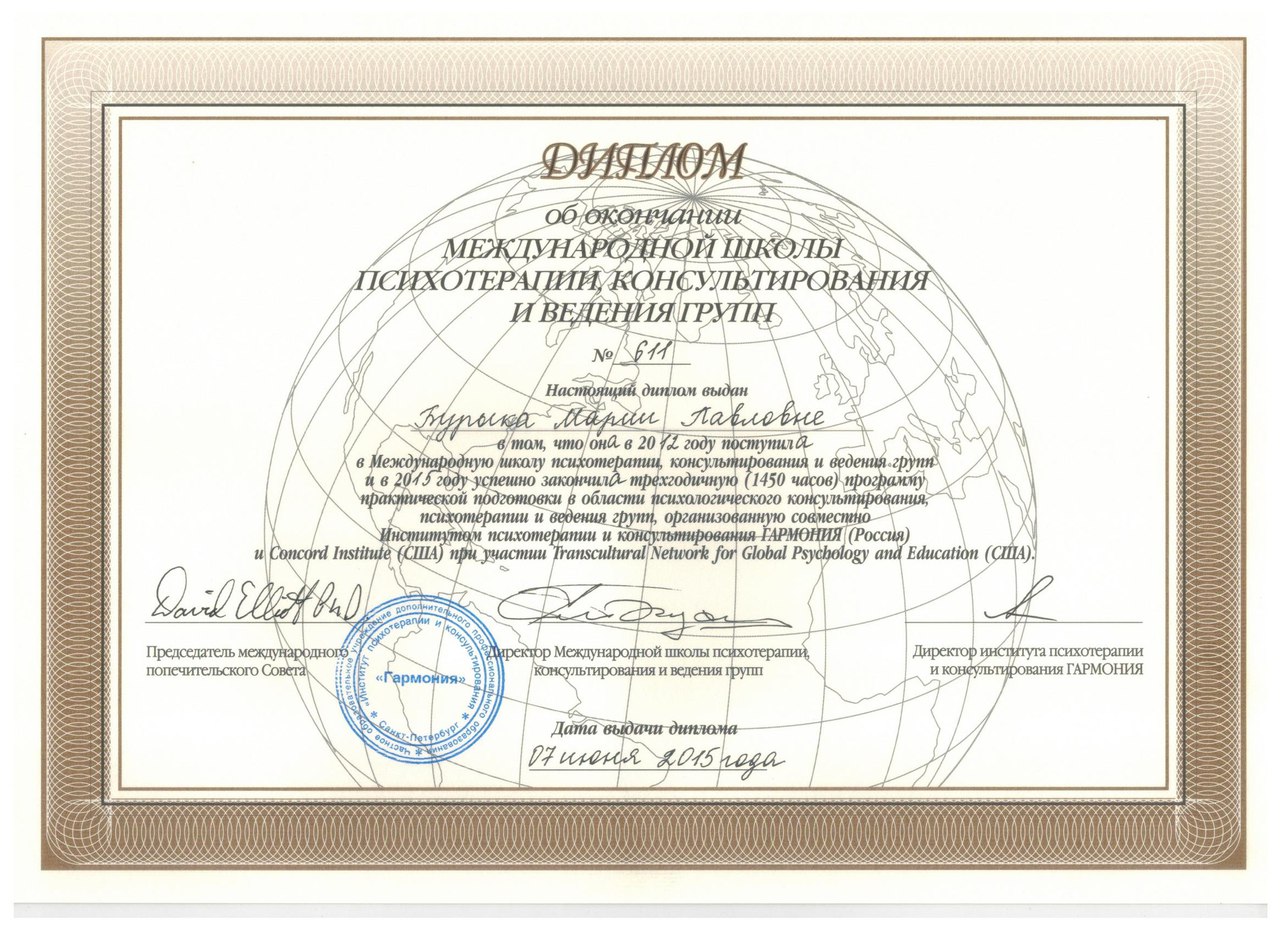 ДИПЛОМ
об окончании
МЕЖДУНАРОДНОЙ ШКОЛЫ
ПСИХОТЕРАПИИ, КОНСУЛЬТИРОВАНИЯ
И ВЕДЕНИЯ ГРУПП
№ 611
Настоящий диплом выдан
Бурыка Марии Павловне
в том, что она в 2012 году поступила
в Международную школу психотерапии, консультирования и ведения групп
и в 2015 году успешно закончила трехгодичную (1450 часов) программу
практической подготовки в области психологического консультирования,
психотерапии и ведения групп, организованную совместно
Институтом психотерапии и консультирования ГАРМОНИЯ (Россия)
и Concord Institute (США) при участии Transcultural Network for Global Psychology and Education (США).
David Elliott PhD
Председатель международного
попечительского Совета
Директор Международной школы психотерапии,
консультирования и ведения групп
Директор института психотерапии
и консультирования ГАРМОНИЯ
Частное образовательное учреждение дополнительного профессионального образования
«Институт психотерапии и консультирования
«Гармония»
Санкт-Петербург
Дата выдачи диплома
07 июня 2015 года